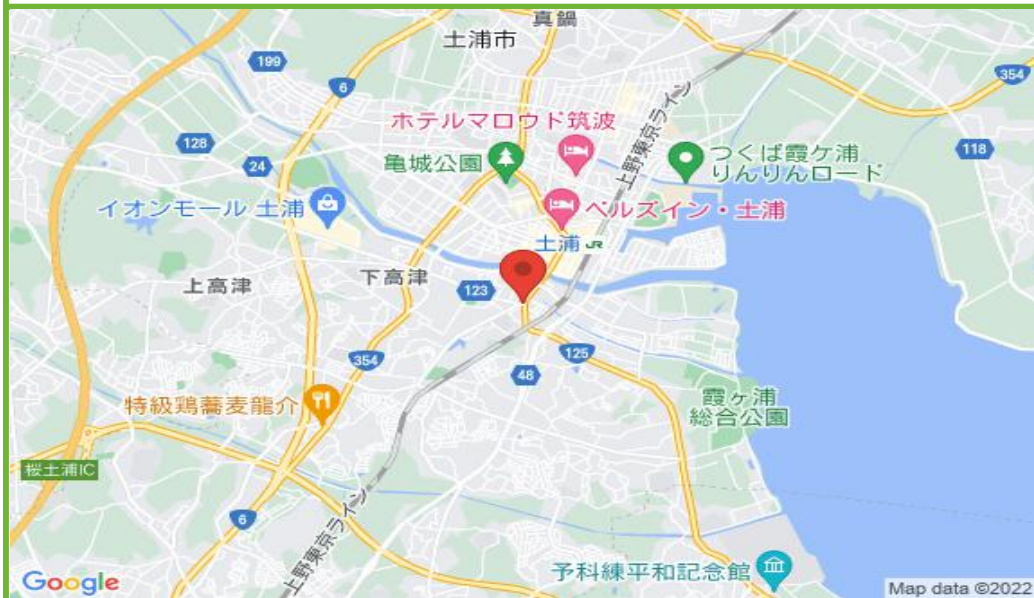 真鍋
土浦市
199
6
354
ホテルマロウド筑波
上野東京ライン
128
24
亀城公園
つくば霞ケ浦
りんりんロード
118
イオンモール 土浦
ベルズイン・土浦
土浦 JR
上高津
下高津
123
354
125
48
特級鶏蕎麦龍介
霞ヶ浦
総合公園
桜土浦IC
6
上野東京ライン
予科練平和記念館
Google
Map data ©2022